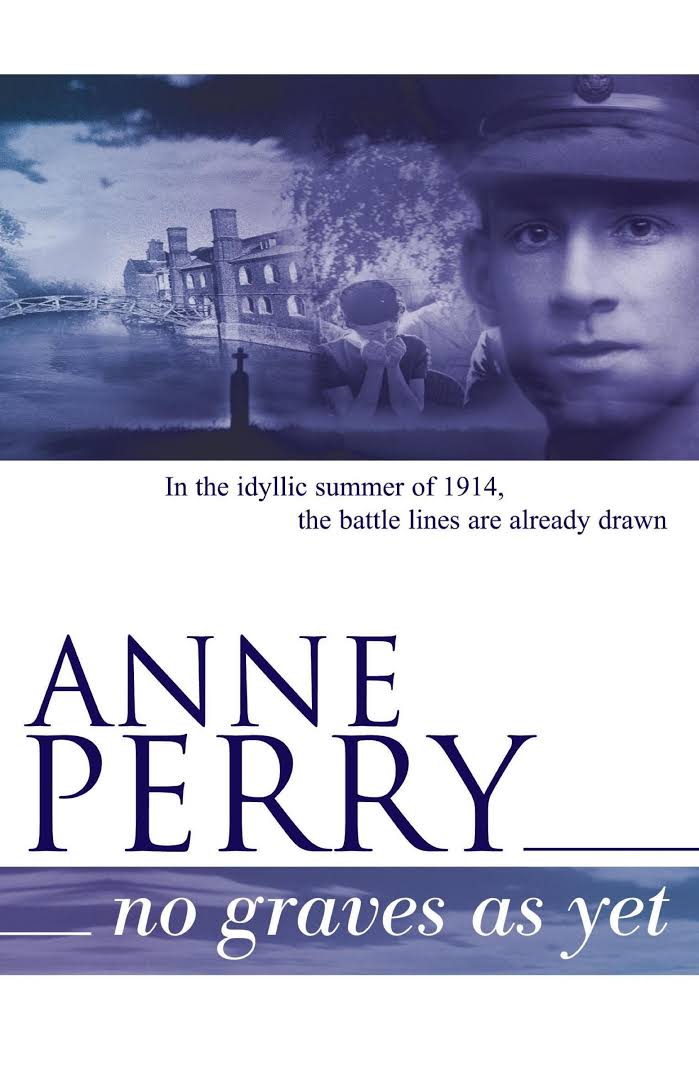 In the idyllic summer of 1914,
the battle lines are already drawn
ANNE
PERRY
no graves as yet